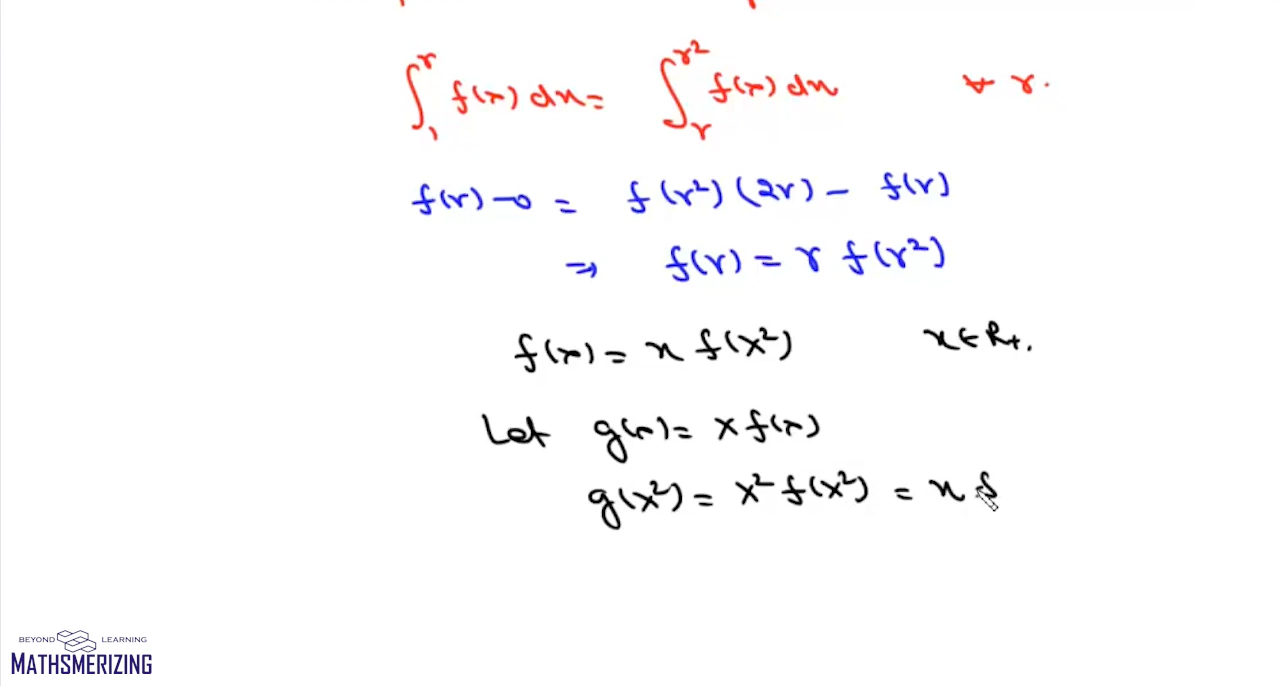 ∫₁^r f(x) dx = ∫_r^{r²} f(x) dx ∀ r.
f(r) - 0 = f(r²)(2r) - f(r)
⇒ f(r) = r f(r²)
f(x) = x f(x²) x ∈ R₊.
Let g(x) = x f(x)
g(x²) = x² f(x²) = x f
BEYOND LEARNING
MATHSMERIZING